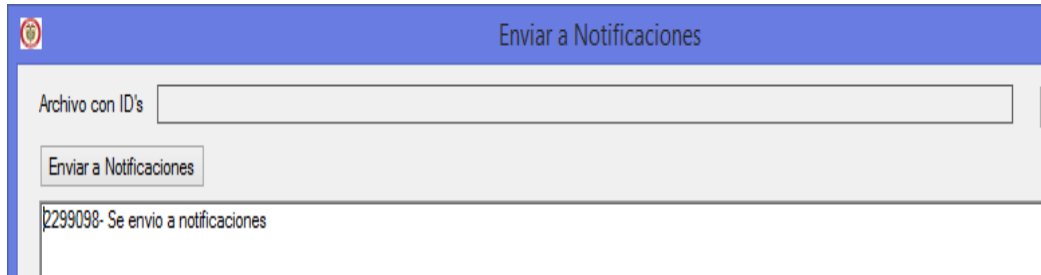 Enviar a Notificaciones
Archivo con ID's
Enviar a Notificaciones
2299098- Se envio a notificaciones